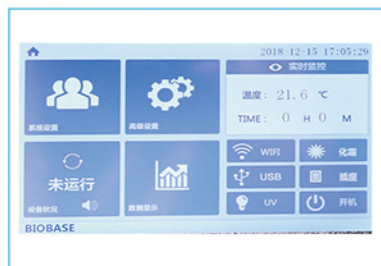 2018-12-15 17:05:29
实时监控
温度： 21.6 ℃
TIME： 0 H 0 M
系统设置
高级设置
WIFI
化霜
未运行
USB
插座
设备状况
数据显示
UV
开机
BIOBASE